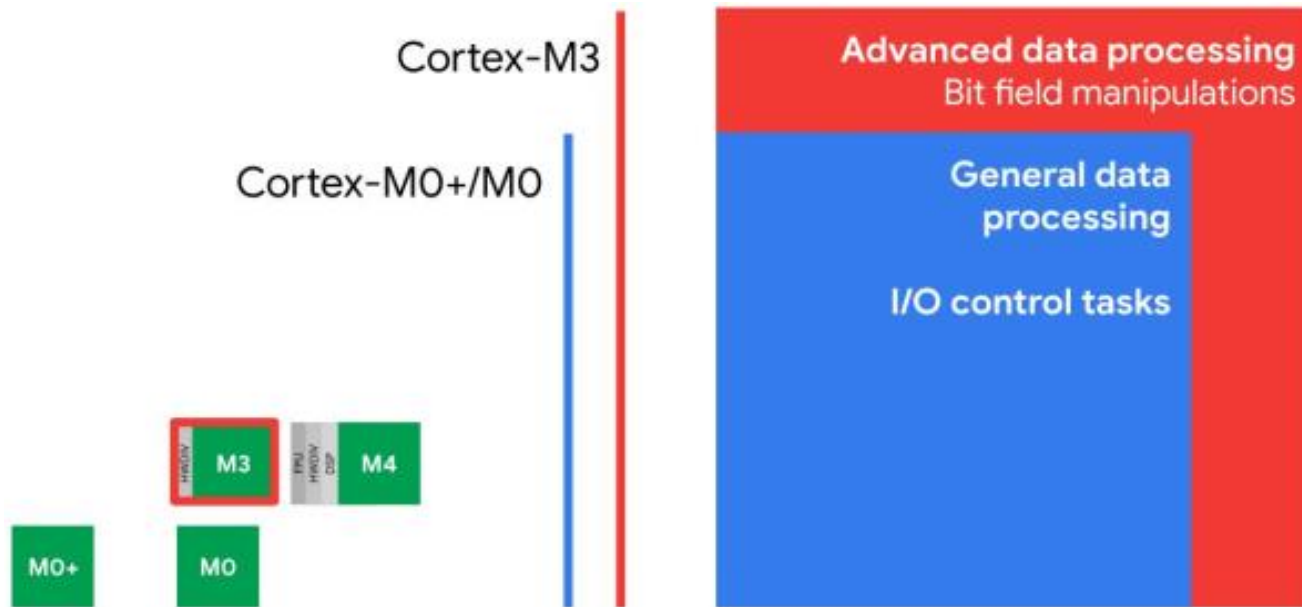 Cortex-M3
Advanced data processing
Bit field manipulations
Cortex-M0+/M0
General data
processing
I/O control tasks
HWDIV
M3
FPU
HWDIV
DSP
M4
M0+
M0